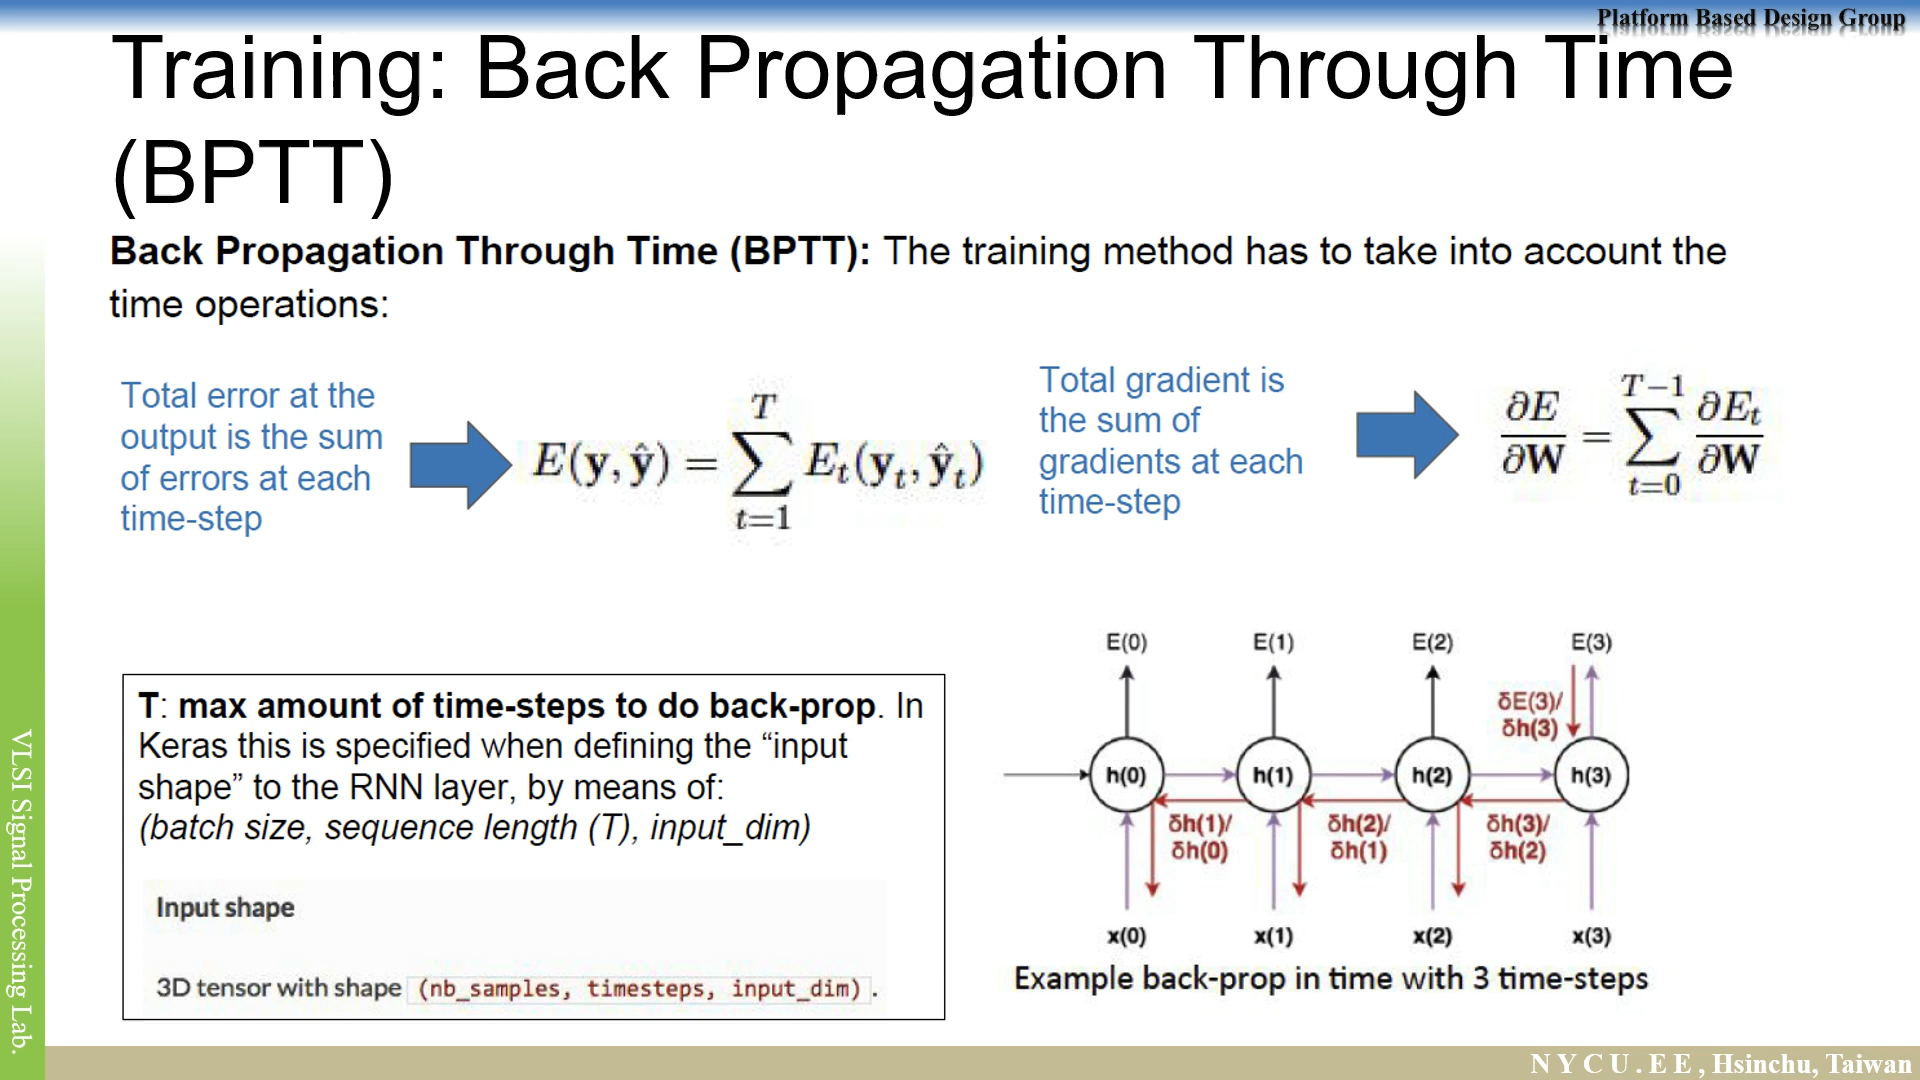 Platform Based Design Group
Training: Back Propagation Through Time
(BPTT)
Back Propagation Through Time (BPTT): The training method has to take into account the
time operations:
Total error at the
output is the sum
of errors at each
time-step
E(y, ŷ) = ∑_{t=1}^{T} E_t(y_t, ŷ_t)
Total gradient is
the sum of
gradients at each
time-step
∂E/∂W = ∑_{t=0}^{T−1} ∂E_t/∂W
T: max amount of time-steps to do back-prop. In
Keras this is specified when defining the “input
shape” to the RNN layer, by means of:
(batch size, sequence length (T), input_dim)
Input shape
3D tensor with shape (nb_samples, timesteps, input_dim).
E(0) E(1) E(2) E(3)
δE(3)/
δh(3)
h(0) h(1) h(2) h(3)
δh(1)/ δh(2)/ δh(3)/
δh(0) δh(1) δh(2)
x(0) x(1) x(2) x(3)
Example back-prop in time with 3 time-steps
VLSI Signal Processing Lab.
N Y C U . E E , Hsinchu, Taiwan